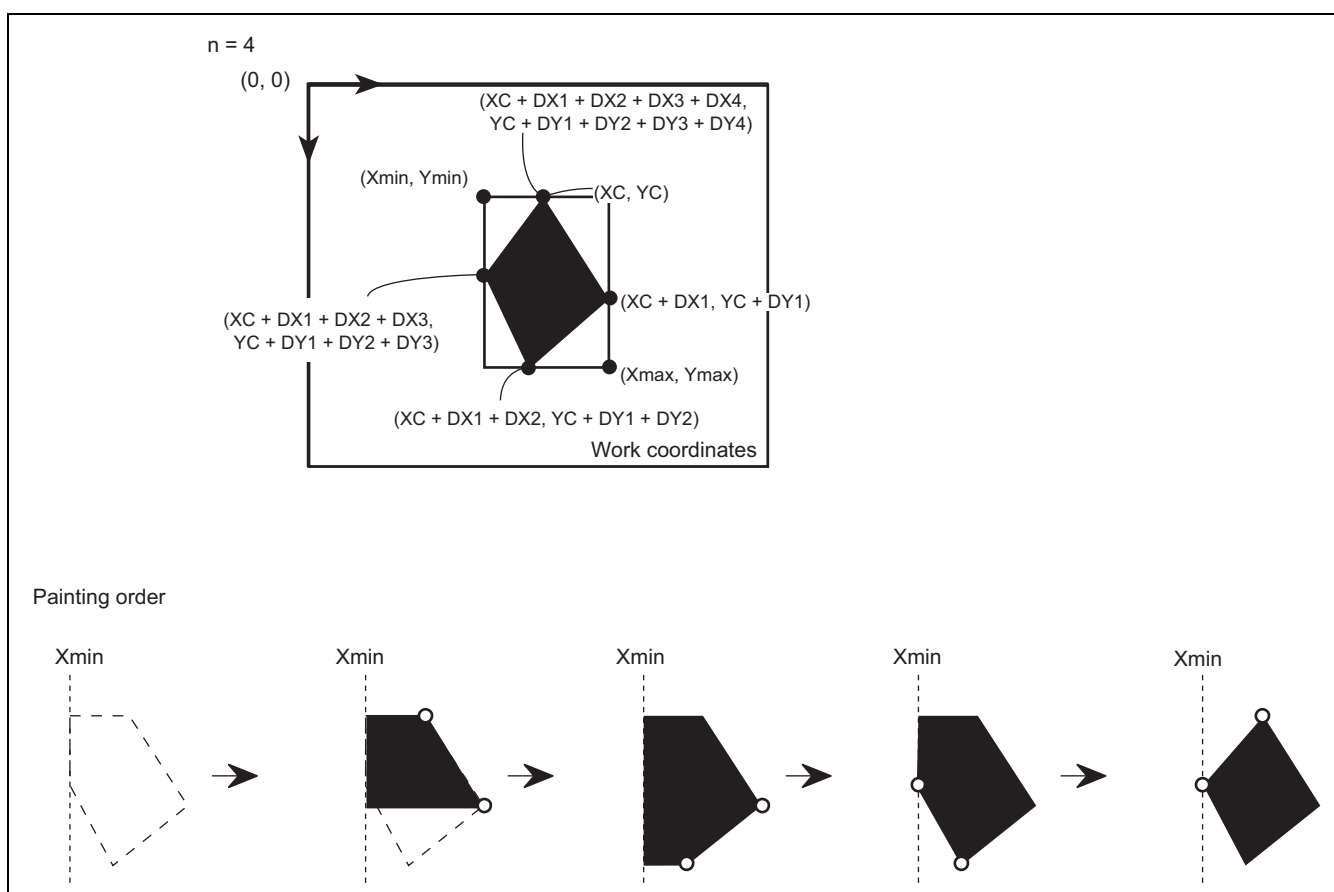 n = 4
(0, 0)
(XC + DX1 + DX2 + DX3 + DX4,
YC + DY1 + DY2 + DY3 + DY4)
(Xmin, Ymin)
(XC, YC)
(XC + DX1, YC + DY1)
(XC + DX1 + DX2 + DX3,
YC + DY1 + DY2 + DY3)
(Xmax, Ymax)
(XC + DX1 + DX2, YC + DY1 + DY2)
Work coordinates
Painting order
Xmin
Xmin
Xmin
Xmin
Xmin